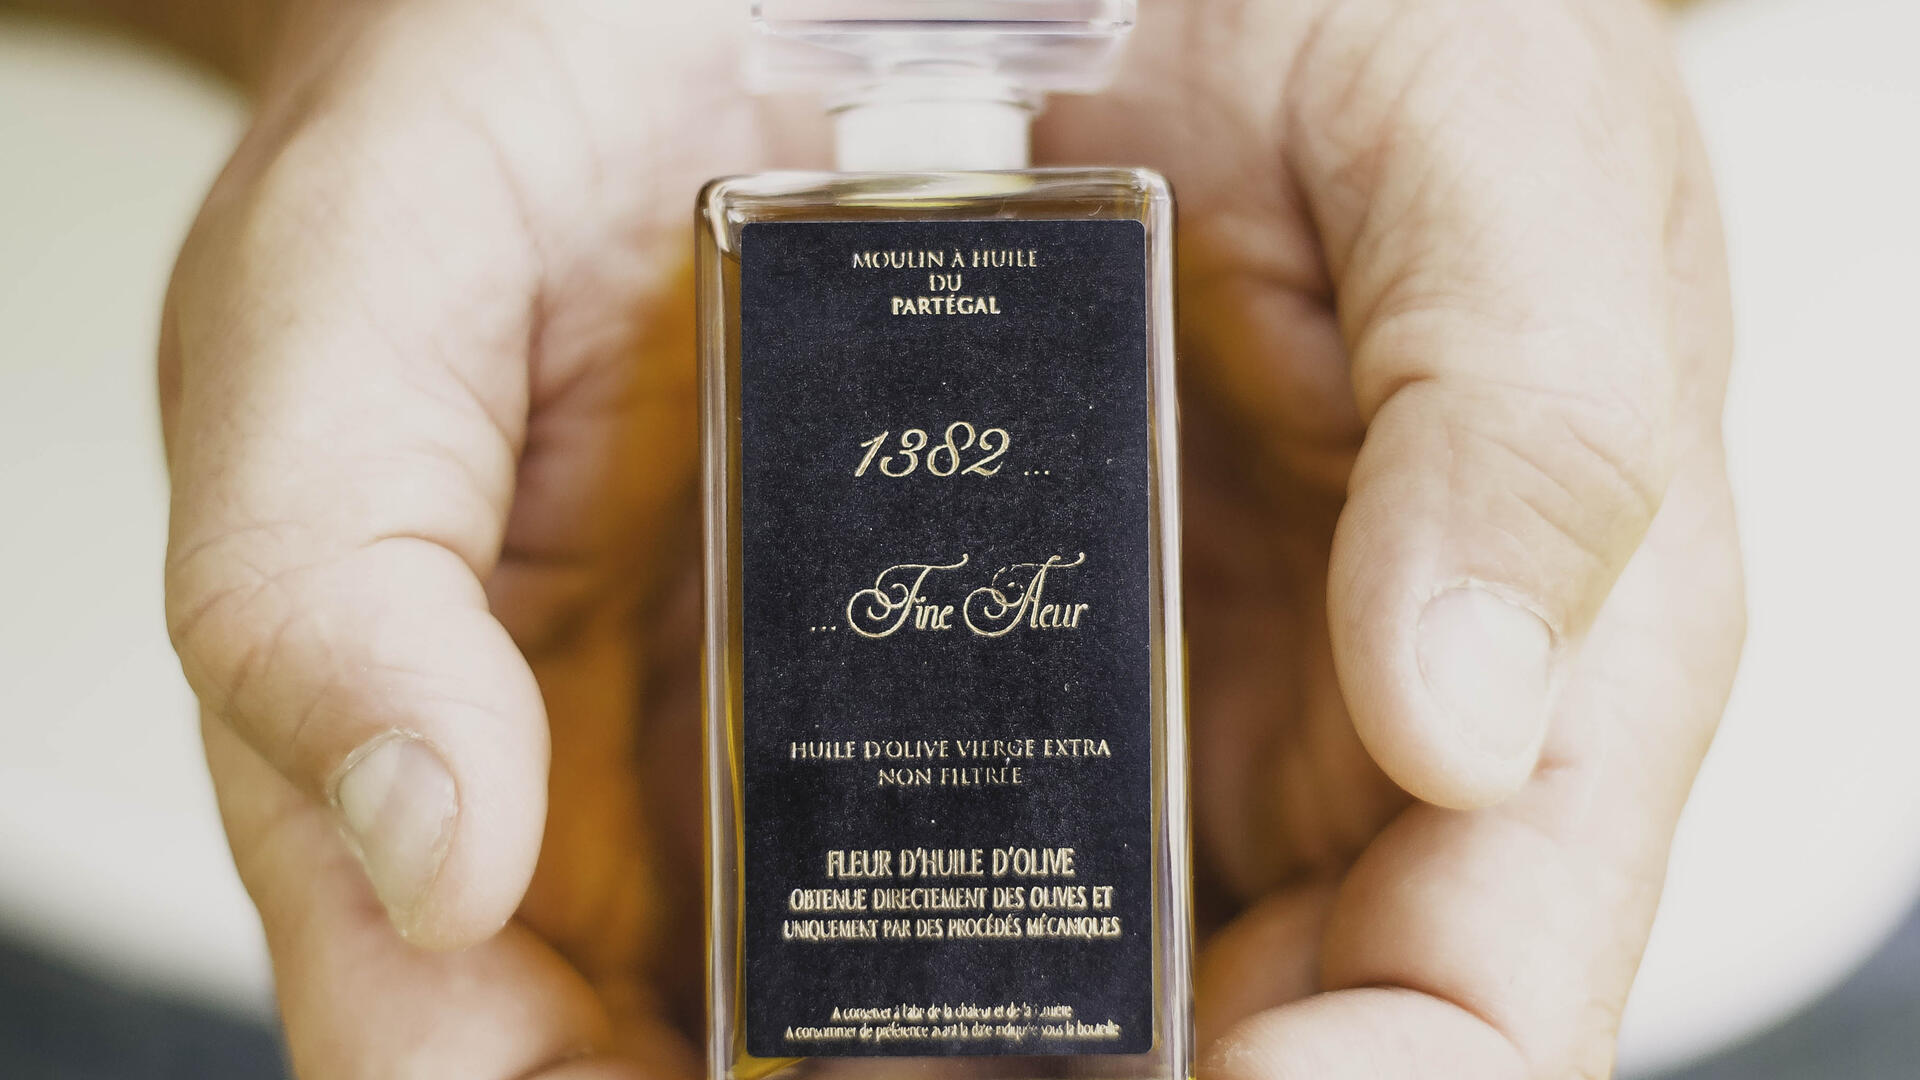 MOULIN À HUILE
DU
PARTÉGAL
1382 ...
... Fine Fleur
HUILE D'OLIVE VIERGE EXTRA
NON FILTRÉE
FLEUR D'HUILE D'OLIVE
OBTENUE DIRECTEMENT DES OLIVES ET
UNIQUEMENT PAR DES PROCÉDÉS MÉCANIQUES
A conserver à l'abri de la chaleur et de la lumière
A consommer de préférence avant la date indiquée sous la bouteille